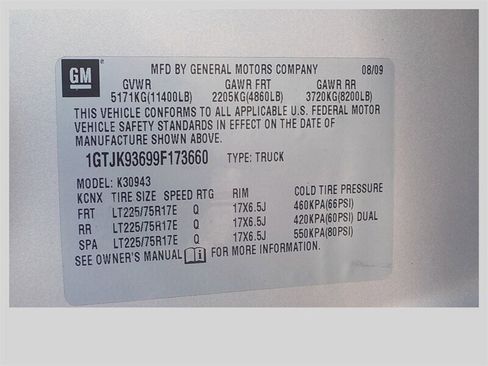 GM
MFD BY GENERAL MOTORS COMPANY 08/09
GVWR GAWR FRT GAWR RR
5171KG(11400LB) 2205KG(4860LB) 3720KG(8200LB)
THIS VEHICLE CONFORMS TO ALL APPLICABLE U.S. FEDERAL MOTOR
VEHICLE SAFETY STANDARDS IN EFFECT ON THE DATE OF
MANUFACTURE SHOWN ABOVE.
1GTJK93699F173660 TYPE: TRUCK
MODEL: K30943
KCNX TIRE SIZE SPEED RTG RIM COLD TIRE PRESSURE
FRT LT225/75R17E Q 17X6.5J 460KPA(66PSI)
RR LT225/75R17E Q 17X6.5J 420KPA(60PSI) DUAL
SPA LT225/75R17E Q 17X6.5J 550KPA(80PSI)
SEE OWNER'S MANUAL i FOR MORE INFORMATION.